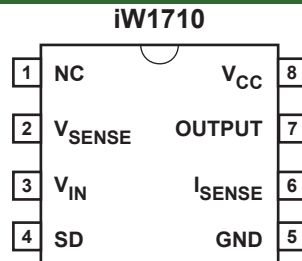 iW1710
1 NC V_CC 8
2 V_SENSE OUTPUT 7
3 V_IN I_SENSE 6
4 SD GND 5